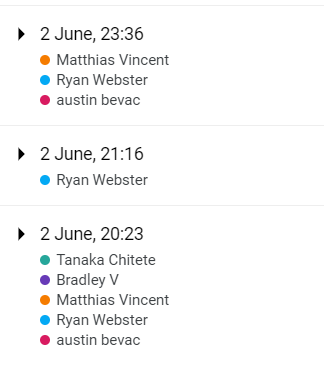 2 June, 23:36
Matthias Vincent
Ryan Webster
austin bevac
2 June, 21:16
Ryan Webster
2 June, 20:23
Tanaka Chitete
Bradley V
Matthias Vincent
Ryan Webster
austin bevac